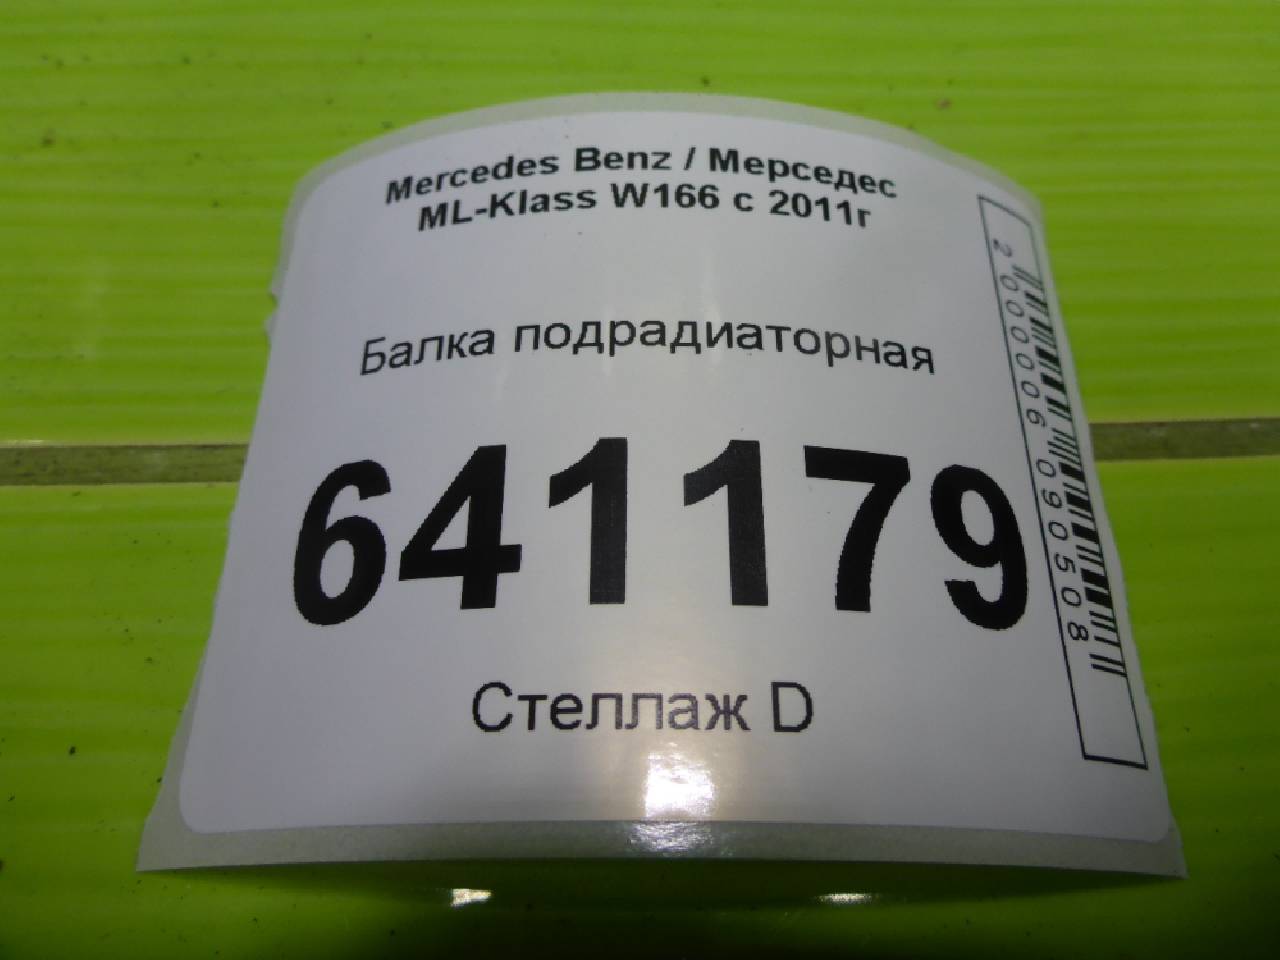 Mercedes Benz / Мерседес
ML-Klass W166 с 2011г
Балка подрадиаторная
641179
Стеллаж D
2000006090508